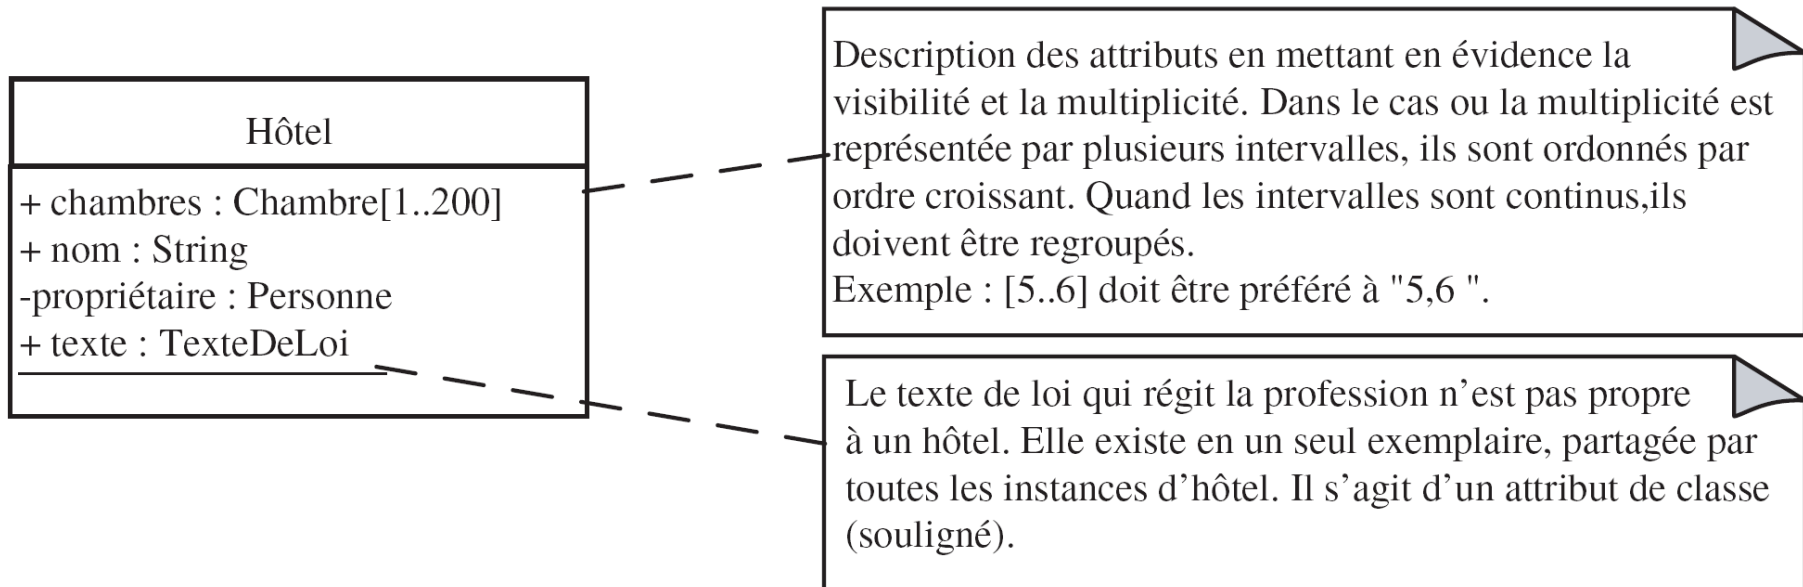 Hôtel
+ chambres : Chambre[1..200]
+ nom : String
-propriétaire : Personne
+ texte : TexteDeLoi
Description des attributs en mettant en évidence la
visibilité et la multiplicité. Dans le cas ou la multiplicité est
représentée par plusieurs intervalles, ils sont ordonnés par
ordre croissant. Quand les intervalles sont continus,ils
doivent être regroupés.
Exemple : [5..6] doit être préféré à "5,6 ".
Le texte de loi qui régit la profession n’est pas propre
à un hôtel. Elle existe en un seul exemplaire, partagée par
toutes les instances d’hôtel. Il s’agit d’un attribut de classe
(souligné).